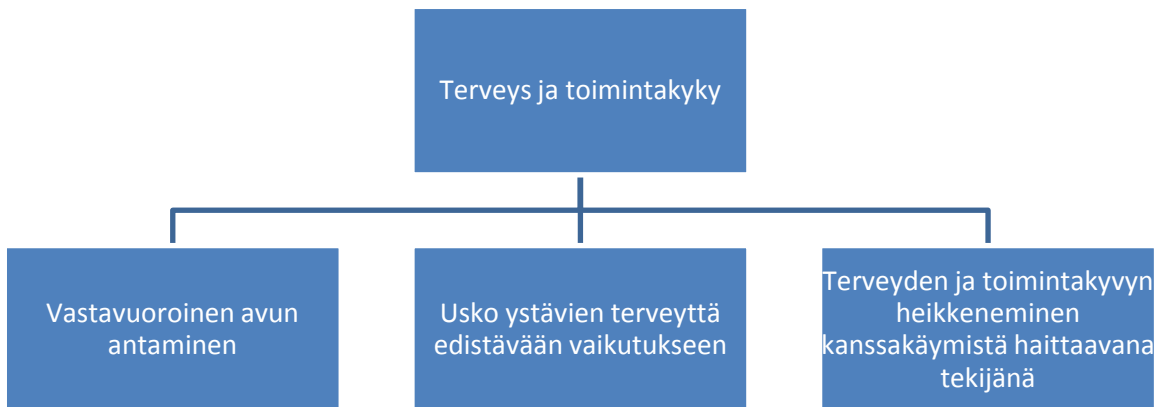 Terveys ja toimintakyky
Vastavuoroinen avun
antaminen
Usko ystävien terveyttä
edistävään vaikutukseen
Terveyden ja toimintakyvyn
heikkeneminen
kanssakäymistä haittaavana
tekijänä